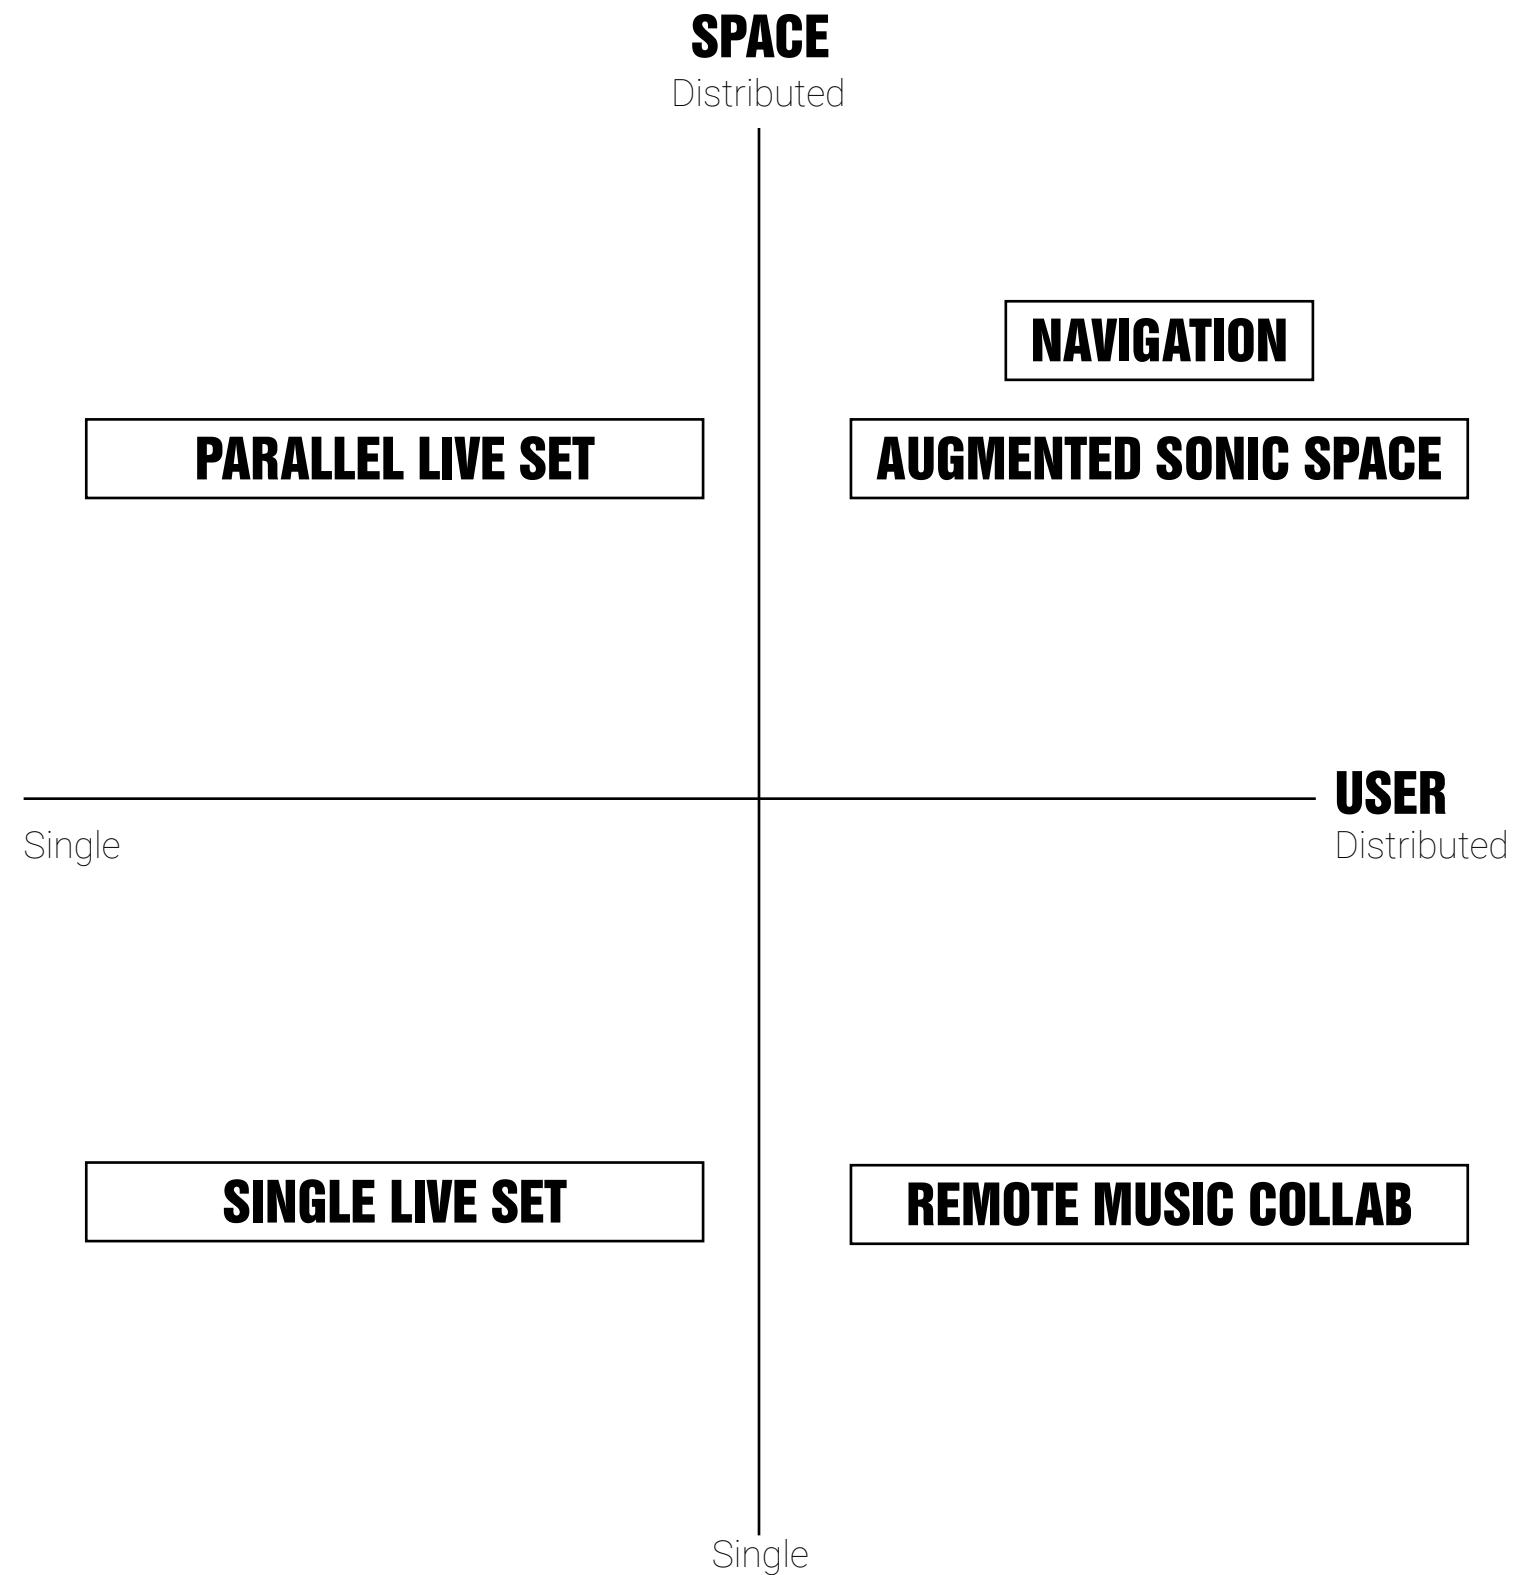 SPACE
Distributed
NAVIGATION
PARALLEL LIVE SET
AUGMENTED SONIC SPACE
USER
Single
Distributed
SINGLE LIVE SET
REMOTE MUSIC COLLAB
Single